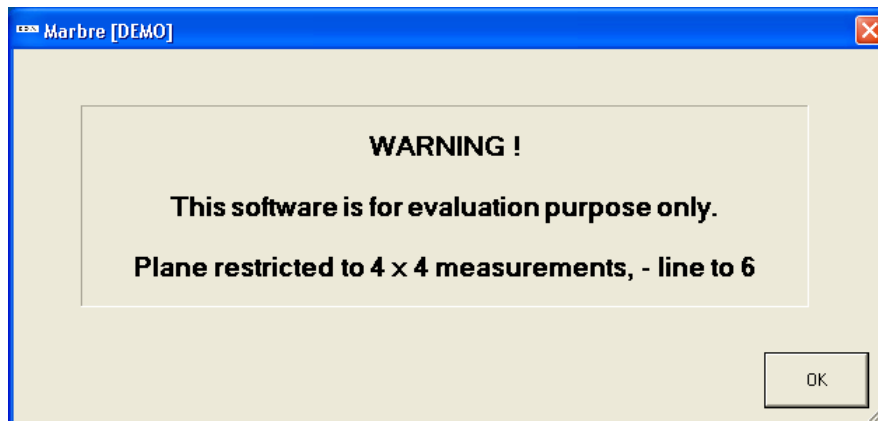 Marbre [DEMO]
WARNING !
This software is for evaluation purpose only.
Plane restricted to 4 x 4 measurements, - line to 6
OK